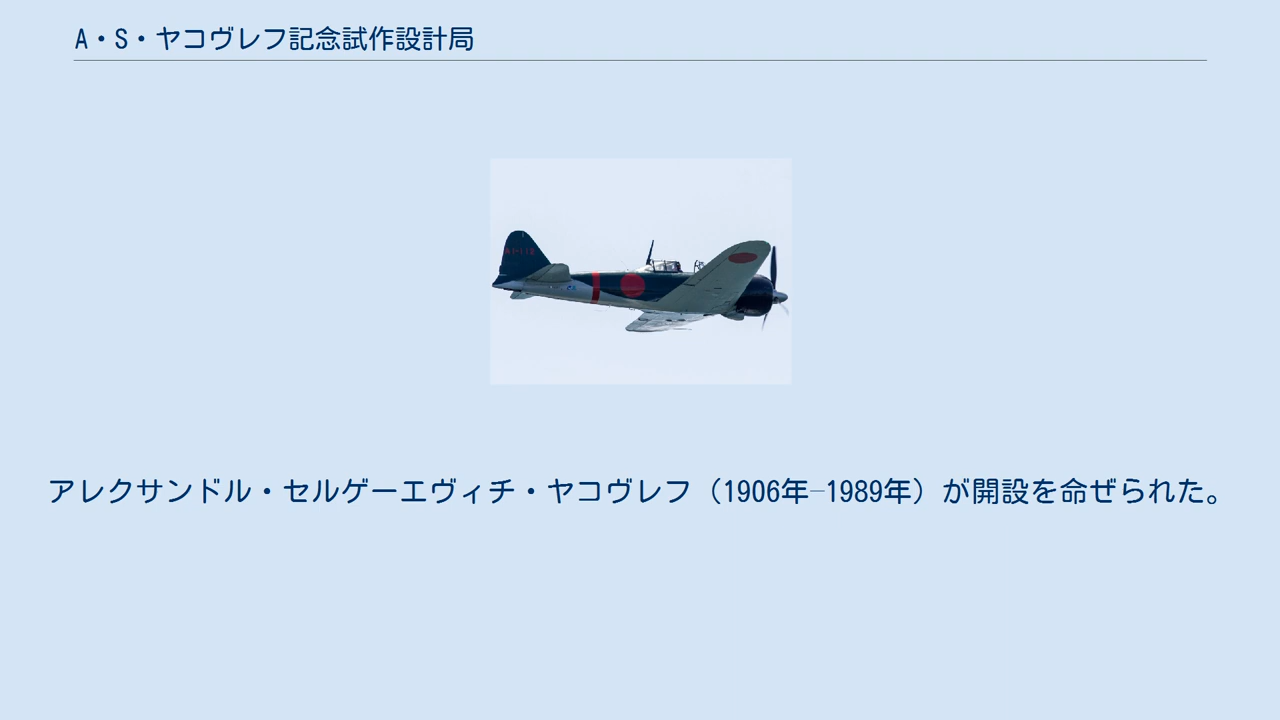 A・S・ヤコヴレフ記念試作設計局
アレクサンドル・セルゲーエヴィチ・ヤコヴレフ（1906年–1989年）が開設を命ぜられた。